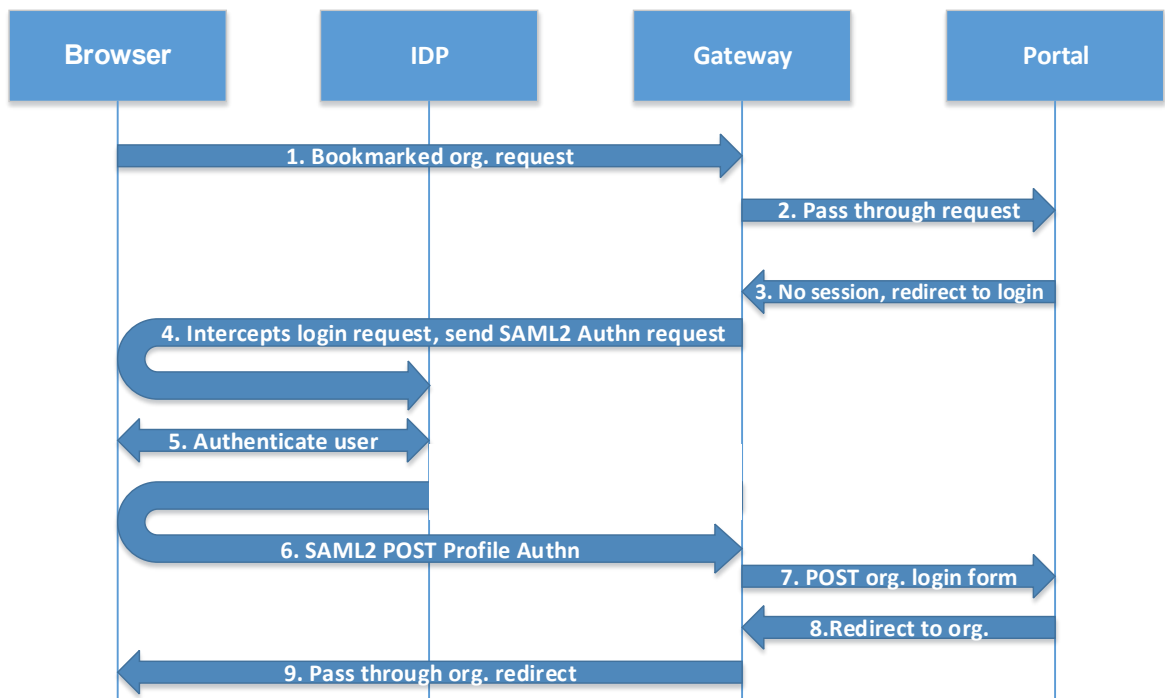 Browser
IDP
Gateway
Portal
1. Bookmarked org. request
2. Pass through request
3. No session, redirect to login
4. Intercepts login request, send SAML2 Authn request
5. Authenticate user
6. SAML2 POST Profile Authn
7. POST org. login form
8.Redirect to org.
9. Pass through org. redirect